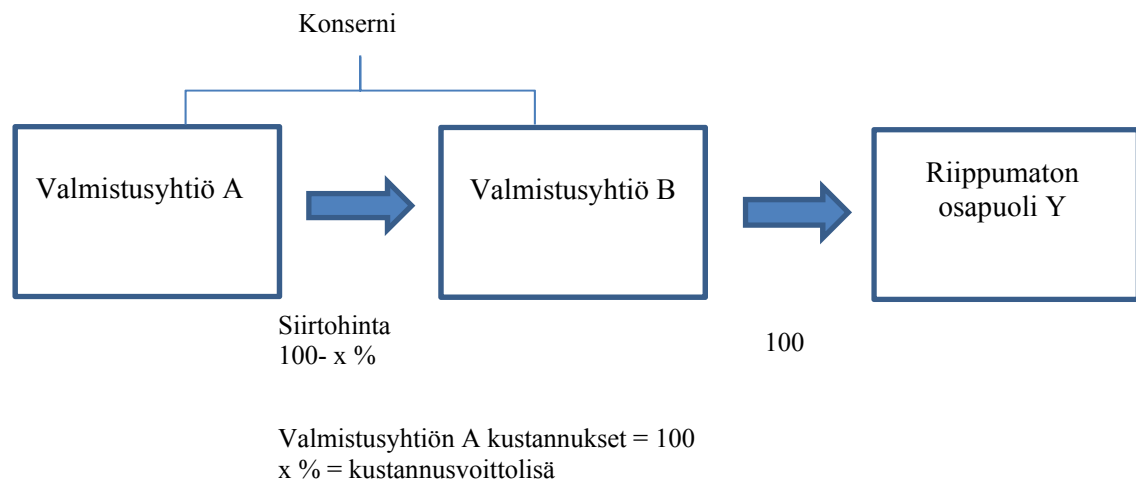 Konserni
Valmistusyhtiö A
Valmistusyhtiö B
Riippumaton
osapuoli Y
Siirtohinta
100- x %
100
Valmistusyhtiön A kustannukset = 100
x % = kustannusvoittolisä